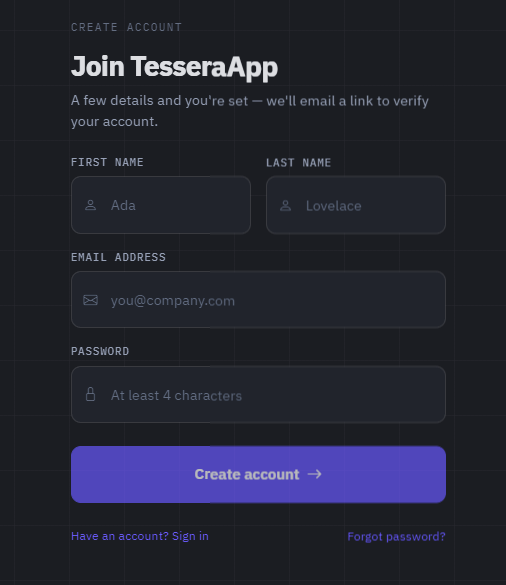 CREATE ACCOUNT
Join TesseraApp
A few details and you're set — we'll email a link to verify
your account.
FIRST NAME
LAST NAME
Ada
Lovelace
EMAIL ADDRESS
you@company.com
PASSWORD
At least 4 characters
Create account →
Have an account? Sign in
Forgot password?